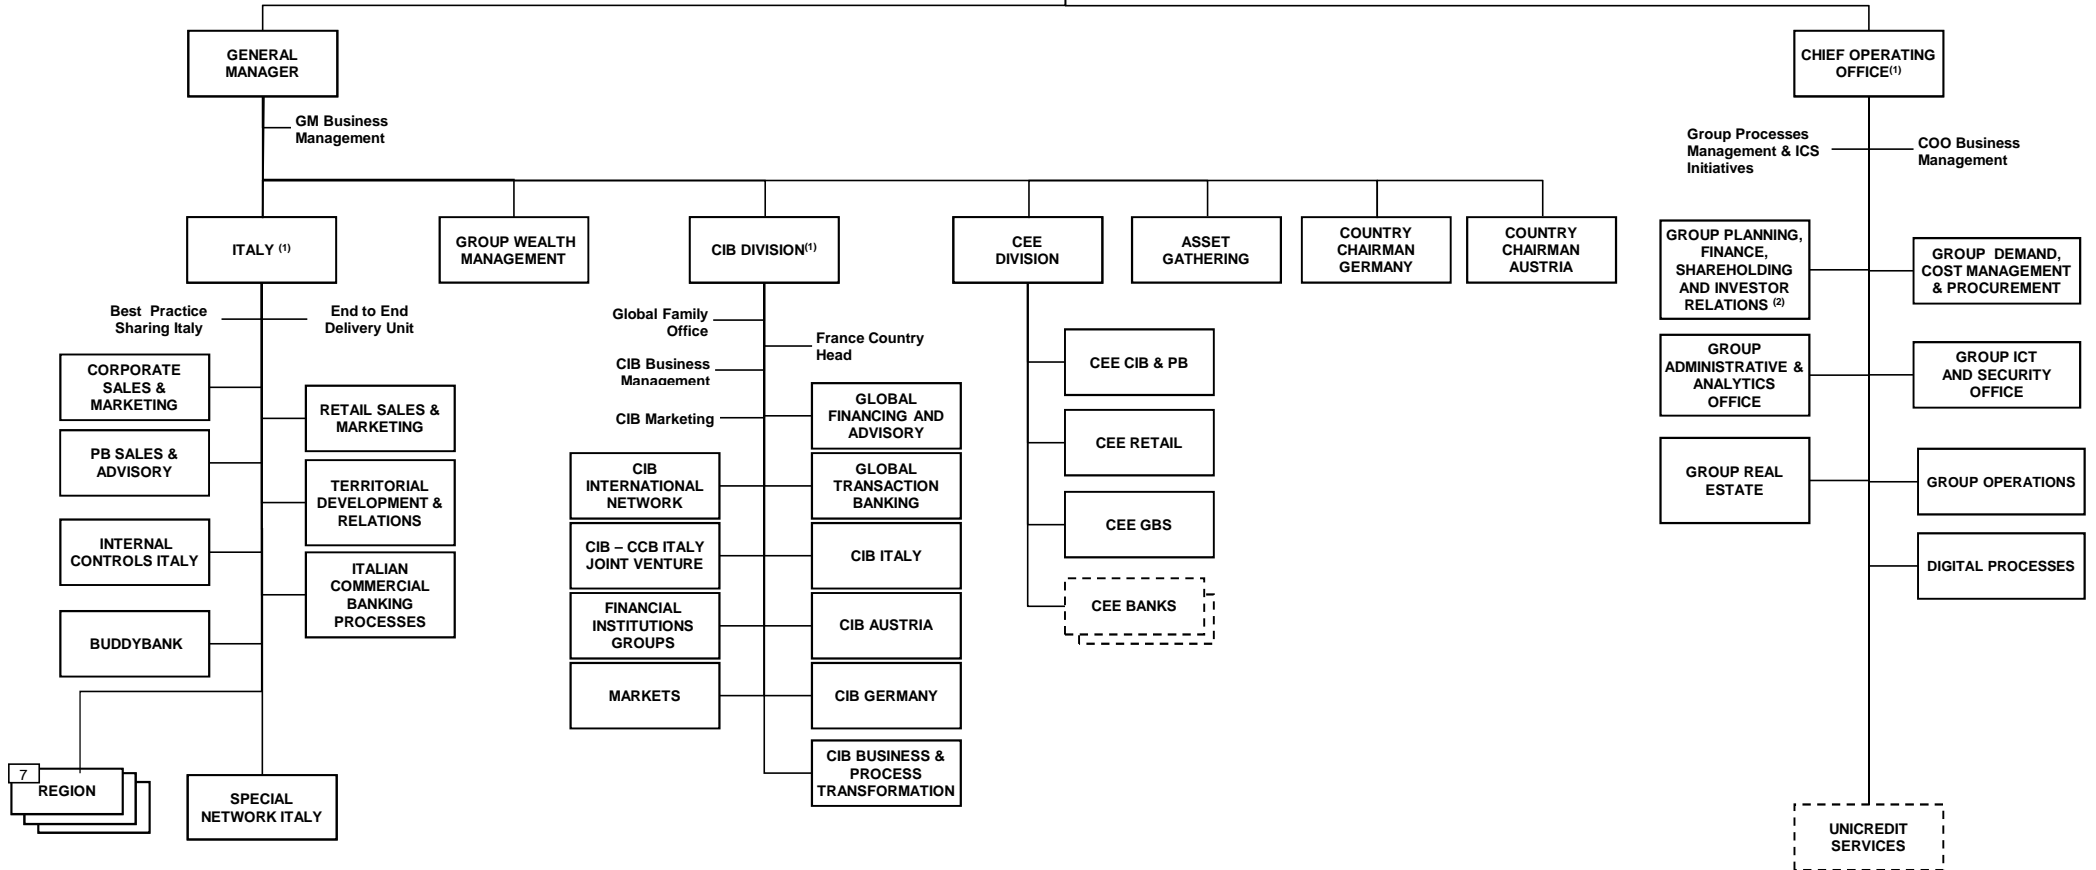 GENERAL
MANAGER
CHIEF OPERATING
OFFICE(1)
GM Business
Management
Group Processes
Management & ICS
Initiatives
COO Business
Management
ITALY (1)
GROUP WEALTH
MANAGEMENT
CIB DIVISION(1)
CEE
DIVISION
ASSET
GATHERING
COUNTRY
CHAIRMAN
GERMANY
COUNTRY
CHAIRMAN
AUSTRIA
GROUP PLANNING,
FINANCE,
SHAREHOLDING
AND INVESTOR
RELATIONS (2)
GROUP DEMAND,
COST MANAGEMENT
& PROCUREMENT
Best Practice
Sharing Italy
End to End
Delivery Unit
Global Family
Office
France Country
Head
CIB Business
Management
CIB Marketing
CORPORATE
SALES &
MARKETING
RETAIL SALES &
MARKETING
PB SALES &
ADVISORY
TERRITORIAL
DEVELOPMENT &
RELATIONS
INTERNAL
CONTROLS ITALY
ITALIAN
COMMERCIAL
BANKING
PROCESSES
BUDDYBANK
7
REGION
SPECIAL
NETWORK ITALY
GLOBAL
FINANCING AND
ADVISORY
CIB
INTERNATIONAL
NETWORK
GLOBAL
TRANSACTION
BANKING
CIB – CCB ITALY
JOINT VENTURE
CIB ITALY
FINANCIAL
INSTITUTIONS
GROUPS
CIB AUSTRIA
MARKETS
CIB GERMANY
CIB BUSINESS &
PROCESS
TRANSFORMATION
CEE CIB & PB
CEE RETAIL
CEE GBS
CEE BANKS
GROUP
ADMINISTRATIVE &
ANALYTICS
OFFICE
GROUP ICT
AND SECURITY
OFFICE
GROUP REAL
ESTATE
GROUP OPERATIONS
DIGITAL PROCESSES
UNICREDIT
SERVICES